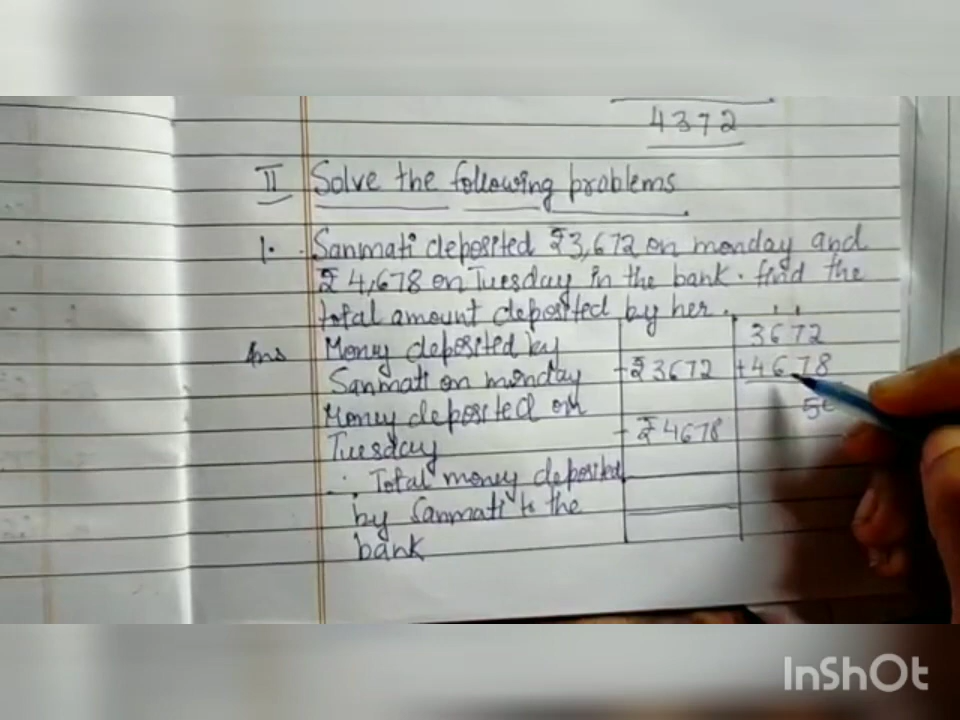 4372
II Solve the following problems
1. Sanmati deposited ₹3,672 on monday and
₹ 4,678 on Tuesday in the bank. find the
total amount deposited by her.
Ans Money deposited by 3672
Sanmati on monday - ₹3672 +4678
Money deposited on 5
Tuesday - ₹4678
∴ Total money deposited
by Sanmati to the
bank
InShOt